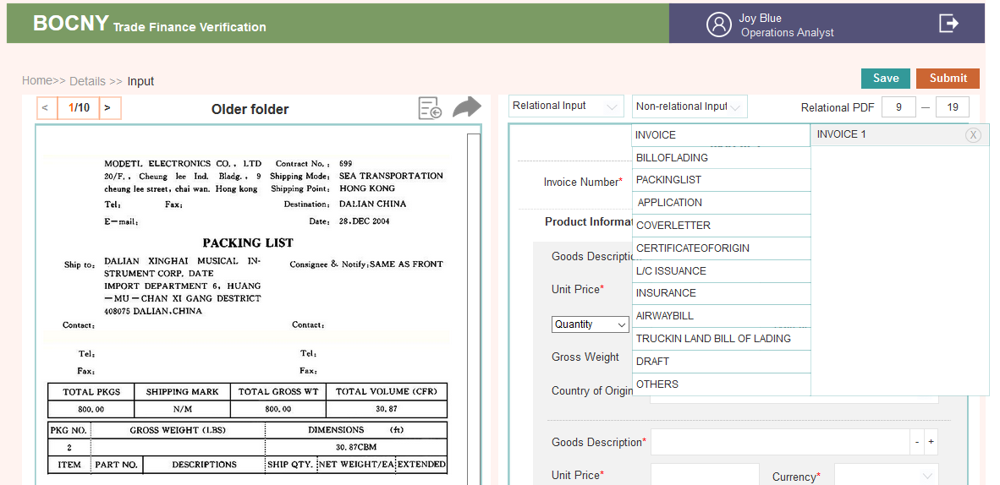 BOCNY Trade Finance Verification
Joy Blue
Operations Analyst
Home>> Details >> Input
Save Submit
< 1/10 > Older folder
Relational Input Non-relational Input Relational PDF 9 — 19
MODETL ELECTRONICS CO., LTD Contract No.: 699
20/F., Cheung lee Ind. Bladg., 9 Shipping Mode: SEA TRANSPORTATION
cheung lee street, chai wan. Hong kong Shipping Point: HONG KONG
Tel: Fax: Destination: DALIAN CHINA
E-mail: Date: 28.DEC 2004
PACKING LIST
Ship to: DALIAN XINGHAI MUSICAL IN-
STRUMENT CORP. DATE
IMPORT DEPARTMENT 6, HUANG
—MU—CHAN XI GANG DESTRICT
408075 DALIAN,CHINA
Consignee & Notify:SAME AS FRONT
Contact: Contact:
Tel: Tel:
Fax: Fax:
TOTAL PKGS SHIPPING MARK TOTAL GROSS WT TOTAL VOLUME (CFR)
800.00 N/M 800.00 30.87
PKG NO. GROSS WEIGHT (LBS) DIMENSIONS (ft)
2 30.87CBM
ITEM PART NO. DESCRIPTIONS SHIP QTY. NET WEIGHT/EA EXTENDED
INVOICE
BILLOFLADING
PACKINGLIST
APPLICATION
COVERLETTER
CERTIFICATEOFORIGIN
L/C ISSUANCE
INSURANCE
AIRWAYBILL
TRUCKIN LAND BILL OF LADING
DRAFT
OTHERS
INVOICE 1 X
Invoice Number*
Product Informa
Goods Descripti
Unit Price*
Quantity
Gross Weight
Country of Origin
Goods Description* - +
Unit Price* Currency*